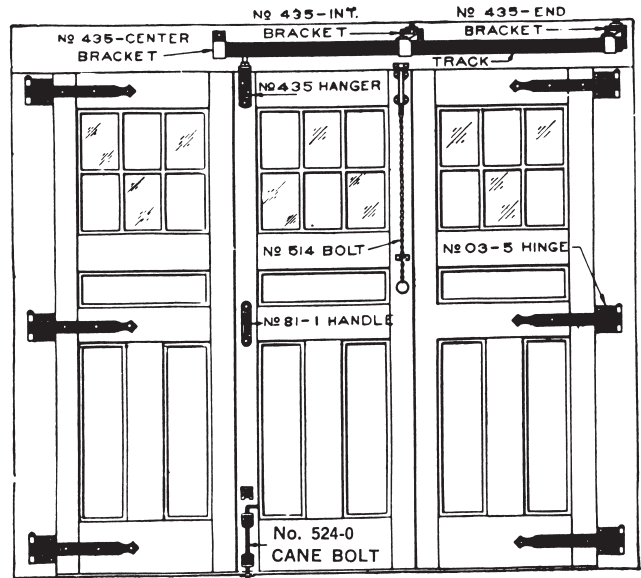 Nº 435-INT.
BRACKET
Nº 435-END
BRACKET
Nº 435-CENTER
BRACKET
TRACK
Nº 435 HANGER
Nº 514 BOLT
Nº 03-5 HINGE
Nº 81-1 HANDLE
No. 524-0
CANE BOLT